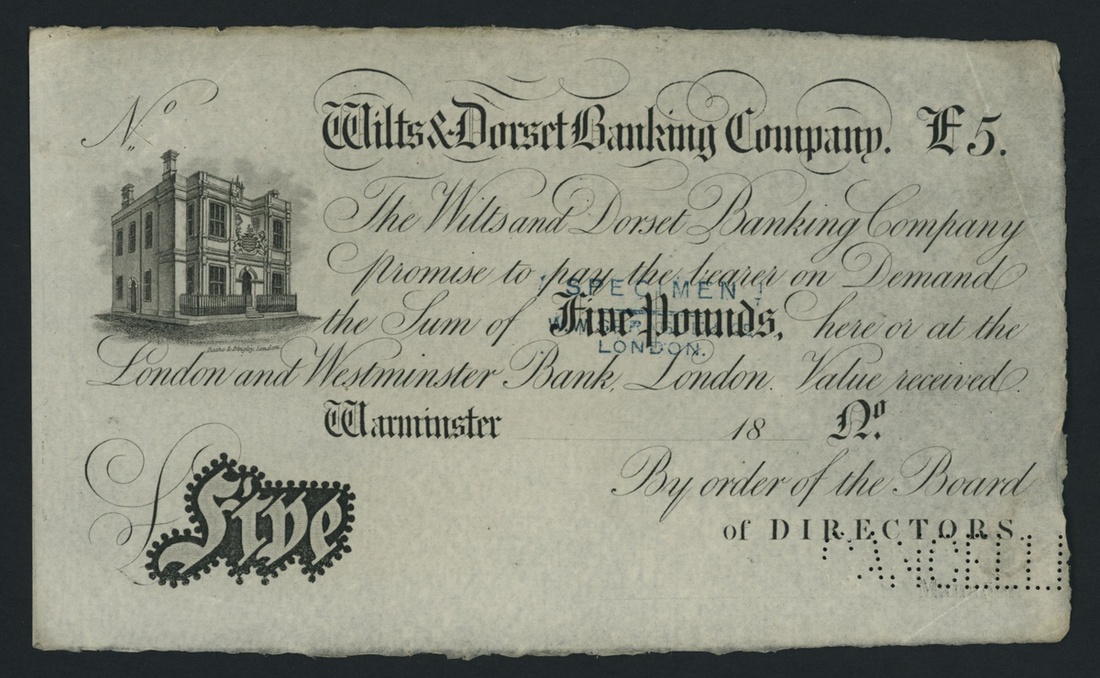 No
Wilts & Dorset Banking Company. £5.
The Wilts and Dorset Banking Company
promise to pay the bearer on Demand
the Sum of Five Pounds, here or at the
London and Westminster Bank, London. Value received.
SPECIMEN
LONDON.
Warminster 18 No.
By order of the Board
of DIRECTORS.
£Five
CANCELL